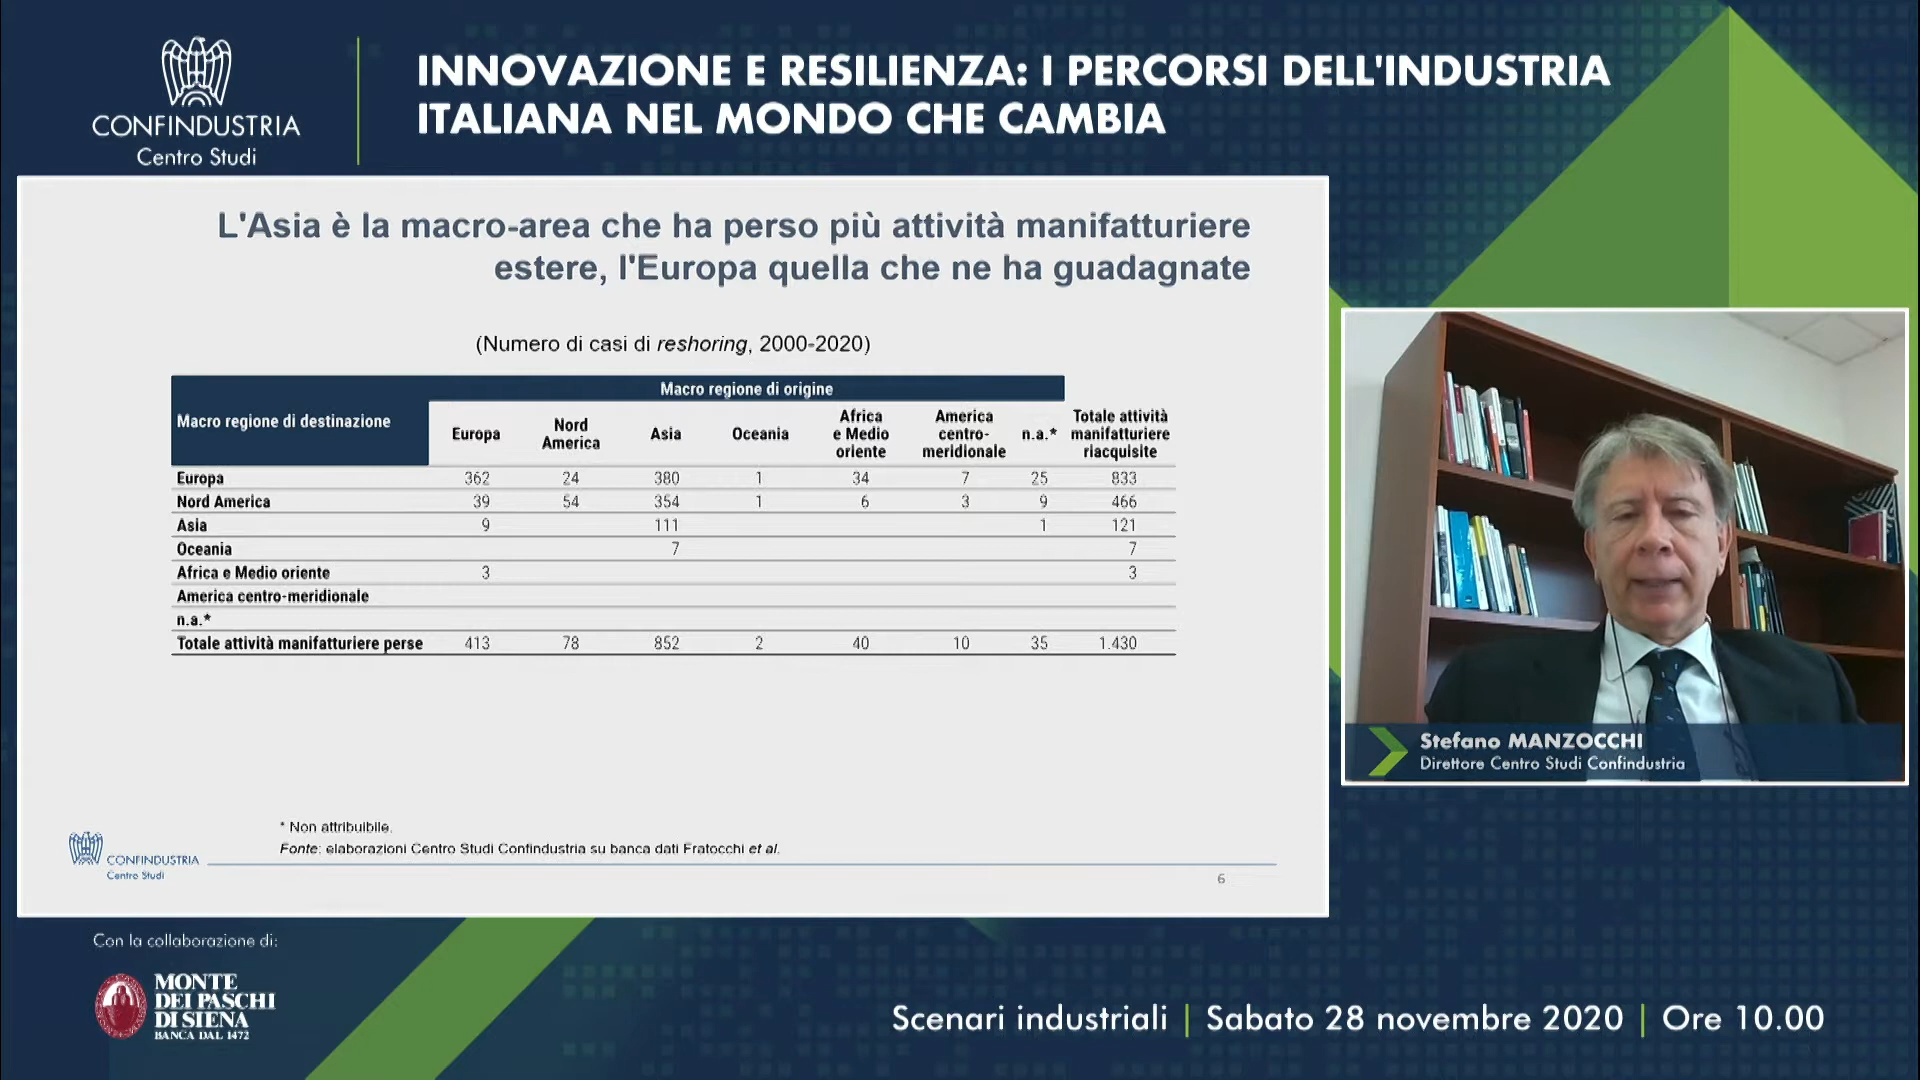 CONFINDUSTRIA
Centro Studi
INNOVAZIONE E RESILIENZA: I PERCORSI DELL'INDUSTRIA
ITALIANA NEL MONDO CHE CAMBIA
L'Asia è la macro-area che ha perso più attività manifatturiere
estere, l'Europa quella che ne ha guadagnate
(Numero di casi di reshoring, 2000-2020)
Macro regione di destinazione
Macro regione di origine
Europa
Nord
America
Asia
Oceania
Africa
e Medio
oriente
America
centro-
meridionale
n.a.*
Totale attività
manifatturiere
riacquisite
Europa 362 24 380 1 34 7 25 833
Nord America 39 54 354 1 6 3 9 466
Asia 9 111 1 121
Oceania 7 7
Africa e Medio oriente 3 3
America centro-meridionale
n.a.*
Totale attività manifatturiere perse 413 78 852 2 40 10 35 1.430
* Non attribuibile.
Fonte: elaborazioni Centro Studi Confindustria su banca dati Fratocchi et al.
CONFINDUSTRIA
Centro Studi
6
Stefano MANZOCCHI
Direttore Centro Studi Confindustria
Con la collaborazione di:
MONTE
DEI PASCHI
DI SIENA
BANCA DAL 1472
Scenari industriali | Sabato 28 novembre 2020 | Ore 10.00